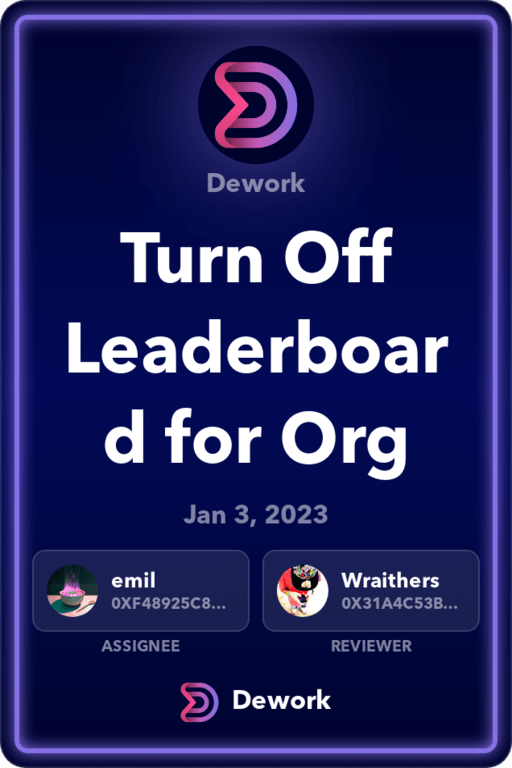 Dework
Turn Off
Leaderboar
d for Org
Jan 3, 2023
emil
0XF48925C8...
Wraithers
0X31A4C53B...
ASSIGNEE
REVIEWER
Dework